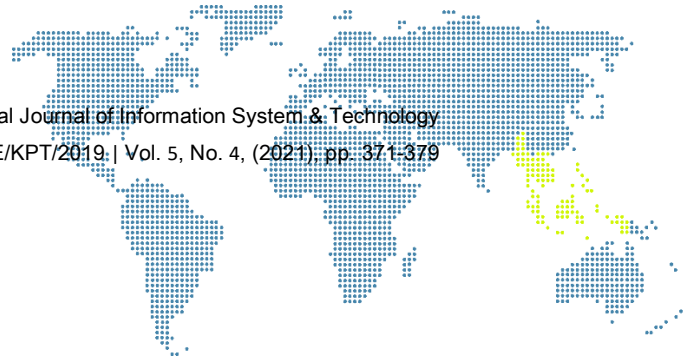 al Journal of Information System & Technology
E/KPT/2019 | Vol. 5, No. 4, (2021), pp. 371-379